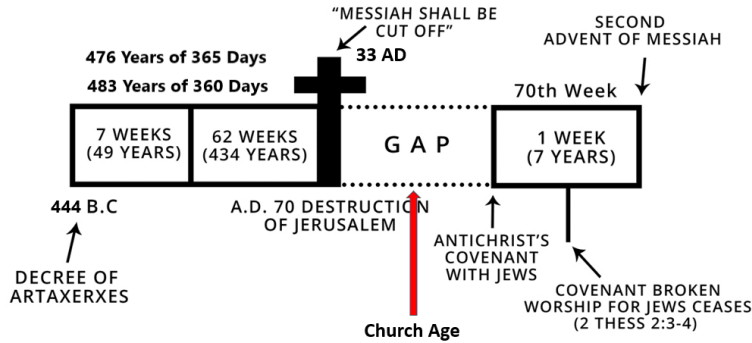 "MESSIAH SHALL BE
CUT OFF"
33 AD
SECOND
ADVENT OF MESSIAH
476 Years of 365 Days
483 Years of 360 Days
70th Week
7 WEEKS
(49 YEARS)
62 WEEKS
(434 YEARS)
GAP
1 WEEK
(7 YEARS)
444 B.C
A.D. 70 DESTRUCTION
OF JERUSALEM
DECREE OF
ARTAXERXES
ANTICHRIST'S
COVENANT
WITH JEWS
COVENANT BROKEN
WORSHIP FOR JEWS CEASES
(2 THESS 2:3-4)
Church Age